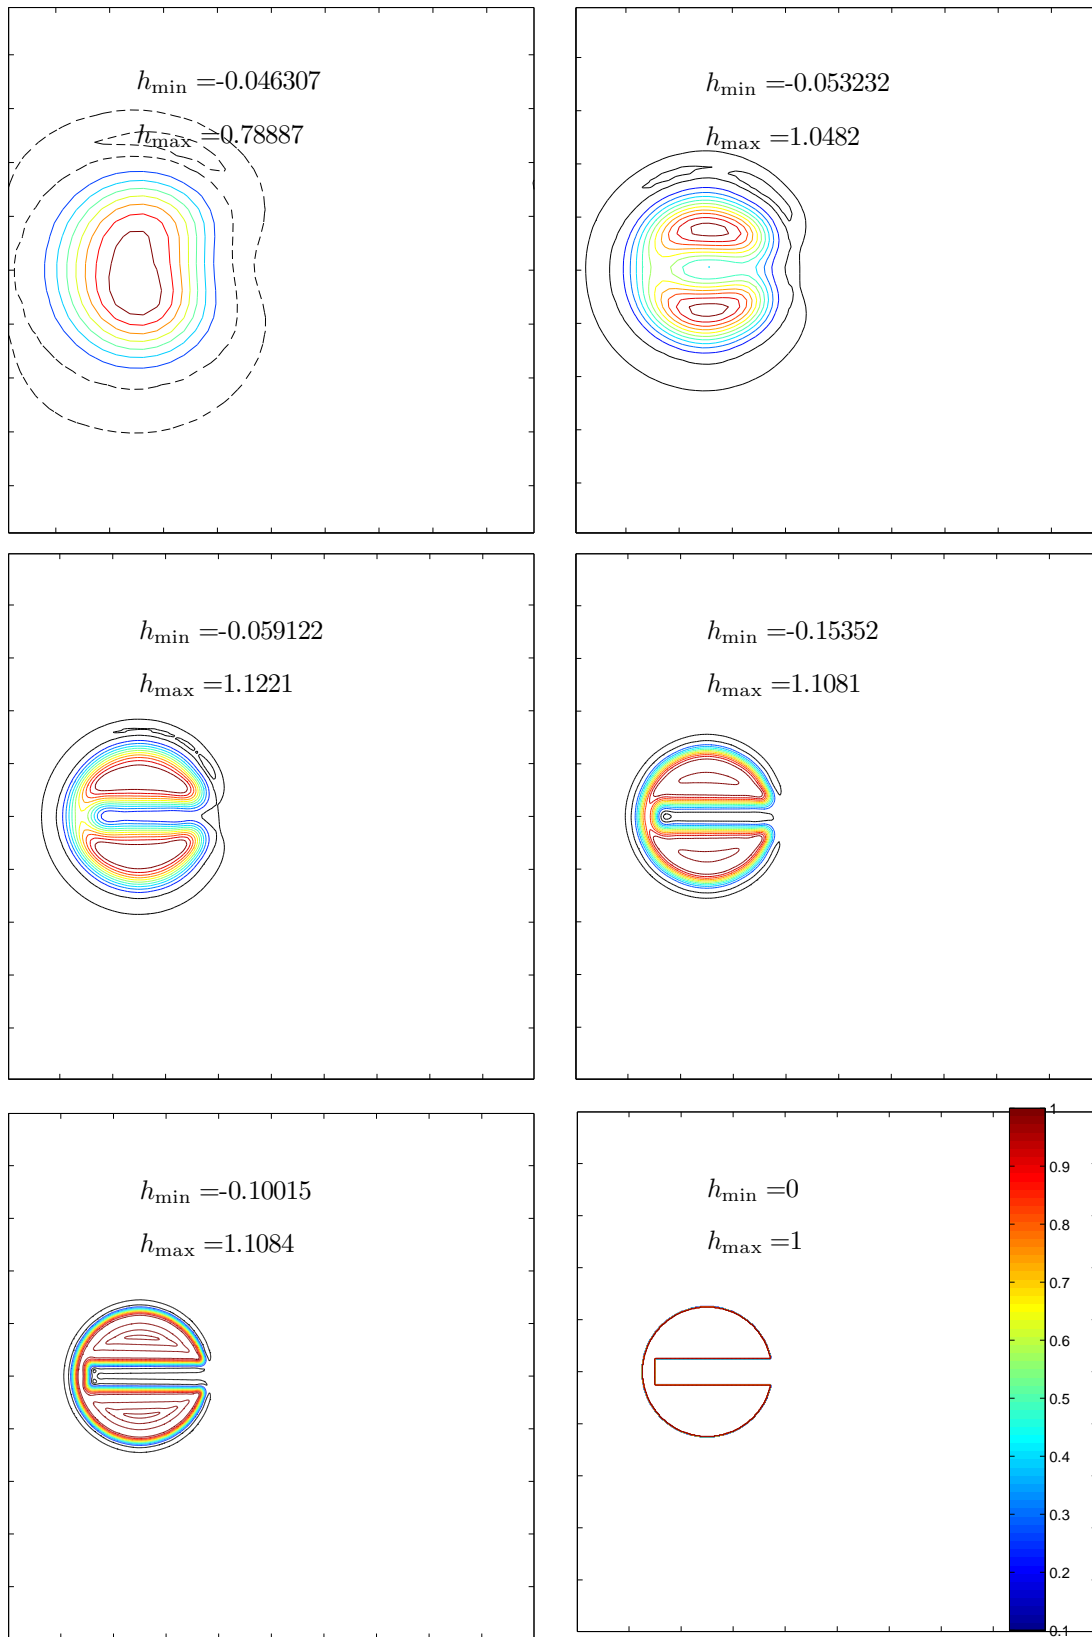 h_min =-0.046307
h_max =0.78887
h_min =-0.053232
h_max =1.0482
h_min =-0.059122
h_max =1.1221
h_min =-0.15352
h_max =1.1081
h_min =-0.10015
h_max =1.1084
h_min =0
h_max =1
1
0.9
0.8
0.7
0.6
0.5
0.4
0.3
0.2
0.1